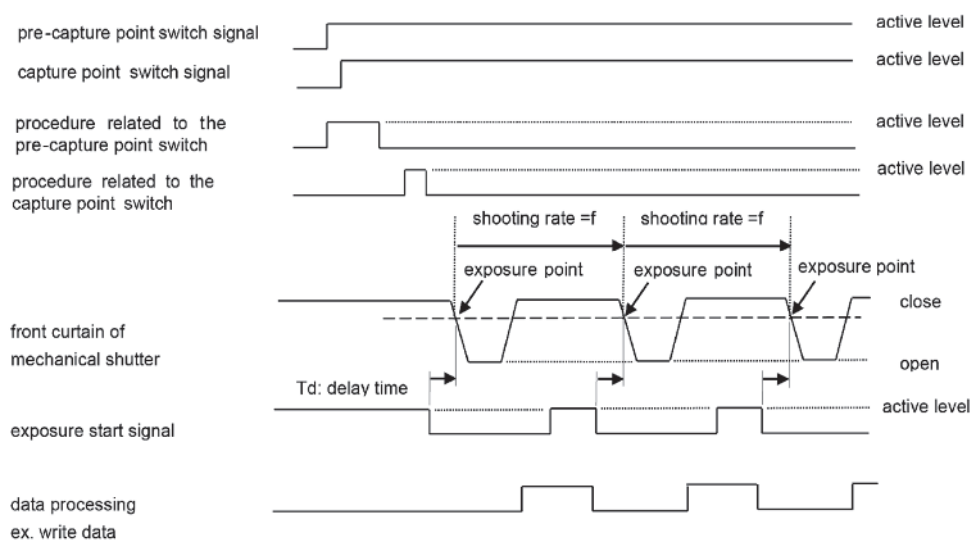 pre-capture point switch signal
active level
capture point switch signal
active level
procedure related to the
pre-capture point switch
active level
procedure related to the
capture point switch
active level
shooting rate =f
shooting rate =f
exposure point
exposure point
exposure point
close
front curtain of
mechanical shutter
open
Td: delay time
active level
exposure start signal
data processing
ex. write data